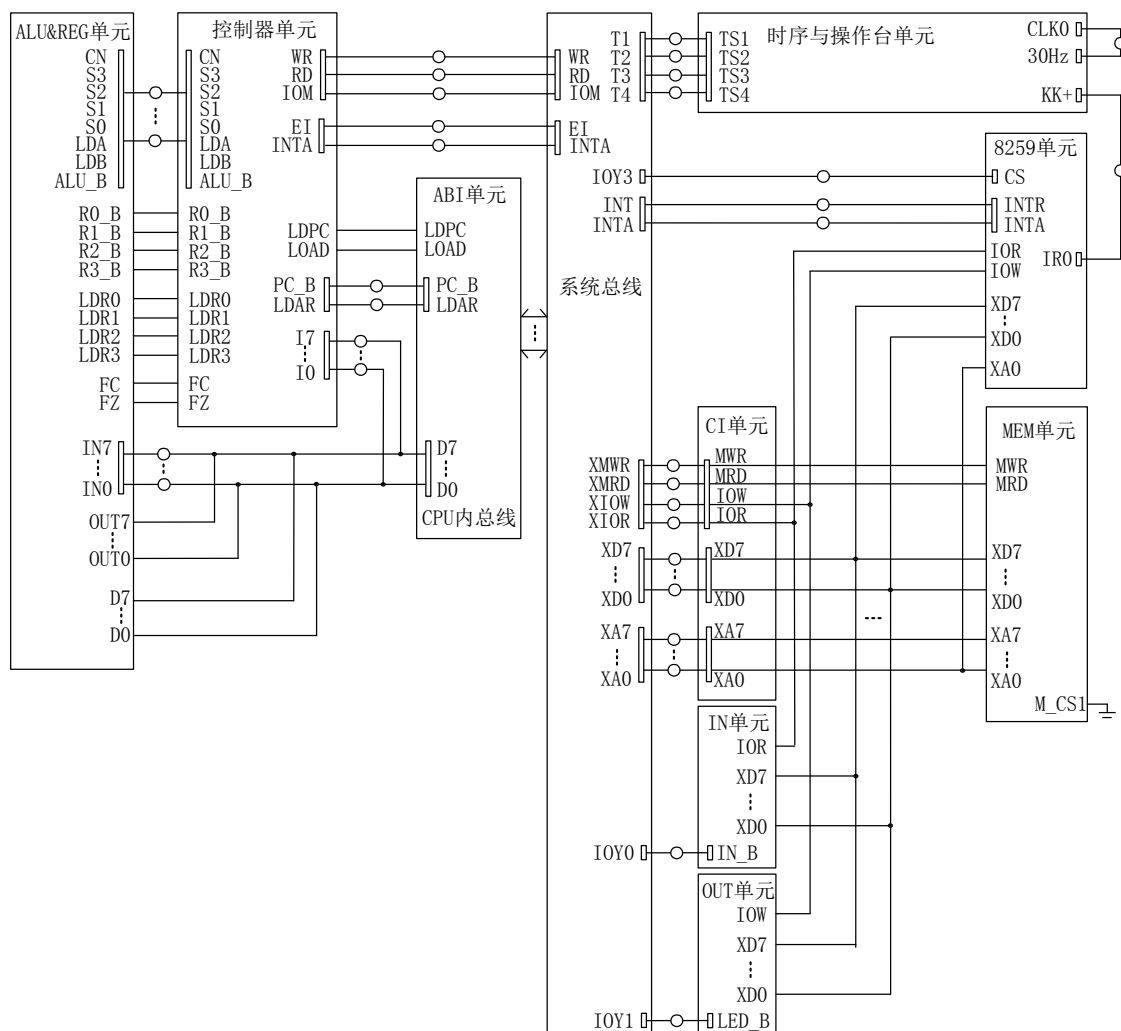 ALU&REG单元
CN
S3
S2
S1
S0
LDA
LDB
ALU_B
R0_B
R1_B
R2_B
R3_B
LDR0
LDR1
LDR2
LDR3
FC
FZ
IN7
IN0
OUT7
OUT0
D7
D0
控制器单元
CN
S3
S2
S1
S0
LDA
LDB
ALU_B
R0_B
R1_B
R2_B
R3_B
LDR0
LDR1
LDR2
LDR3
FC
FZ
WR
RD
IOM
EI
INTA
LDPC
LOAD
PC_B
LDAR
I7
I0
ABI单元
LDPC
LOAD
PC_B
LDAR
D7
D0
CPU内总线
系统总线
WR
RD
IOM
EI
INTA
T1
T2
T3
T4
IOY3
INT
INTA
XMWR
XMRD
XIOW
XIOR
XD7
XD0
XA7
XA0
IOY0
IOY1
时序与操作台单元
TS1
TS2
TS3
TS4
CLK0
30Hz
KK+
8259单元
CS
INTR
INTA
IOR
IOW
IR0
XD7
XD0
XA0
CI单元
MWR
MRD
IOW
IOR
XD7
XD0
XA7
XA0
MEM单元
MWR
MRD
XD7
XD0
XA7
XA0
M_CS1
IN单元
IOR
XD7
XD0
IN_B
OUT单元
IOW
XD7
XD0
LED_B